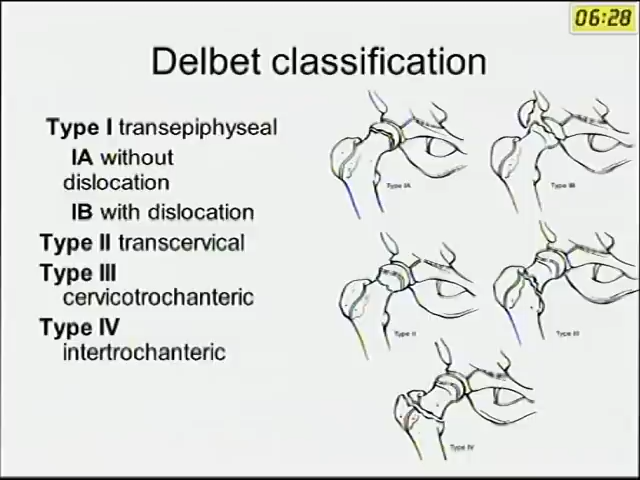 06:28
Delbet classification
Type I transepiphyseal
IA without
dislocation
IB with dislocation
Type II transcervical
Type III
cervicotrochanteric
Type IV
intertrochanteric
Type IA
Type IB
Type II
Type III
Type IV